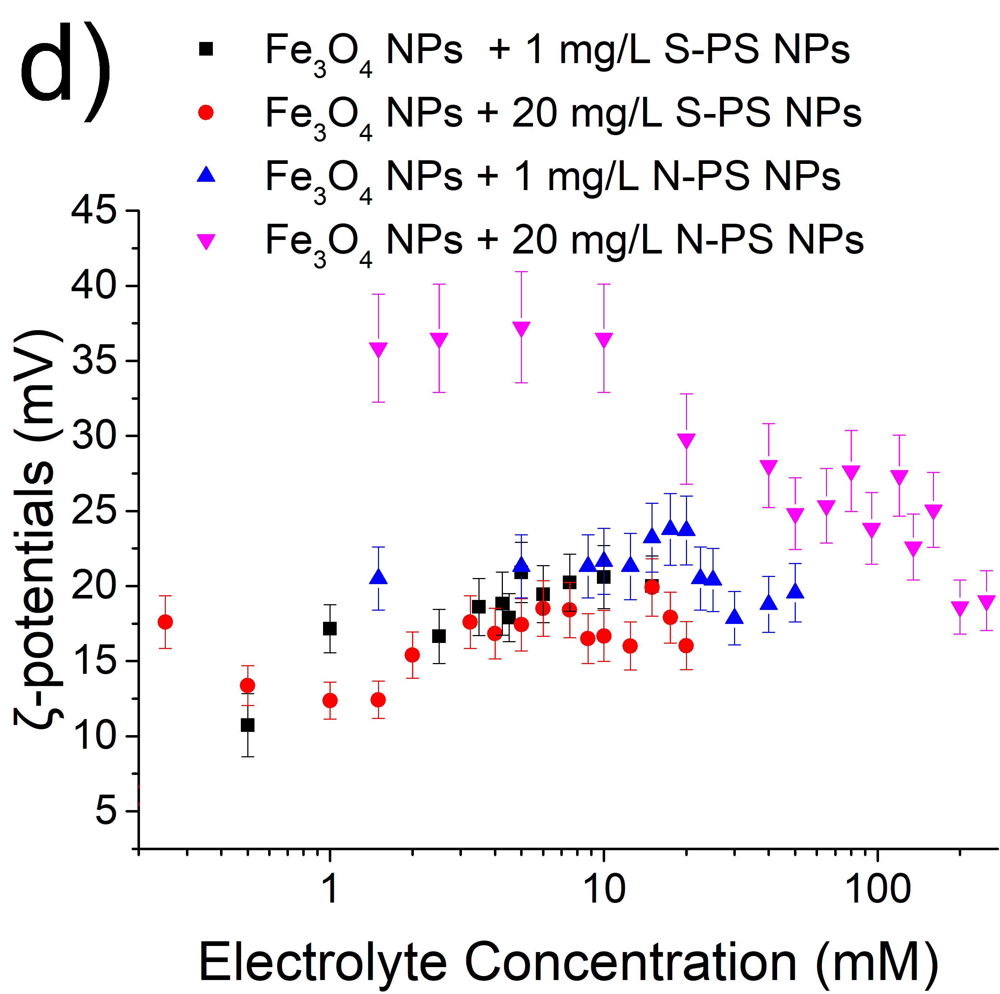 d)
Fe₃O₄ NPs + 1 mg/L S-PS NPs
Fe₃O₄ NPs + 20 mg/L S-PS NPs
Fe₃O₄ NPs + 1 mg/L N-PS NPs
Fe₃O₄ NPs + 20 mg/L N-PS NPs
ζ-potentials (mV)
45
40
35
30
25
20
15
10
5
1 10 100
Electrolyte Concentration (mM)